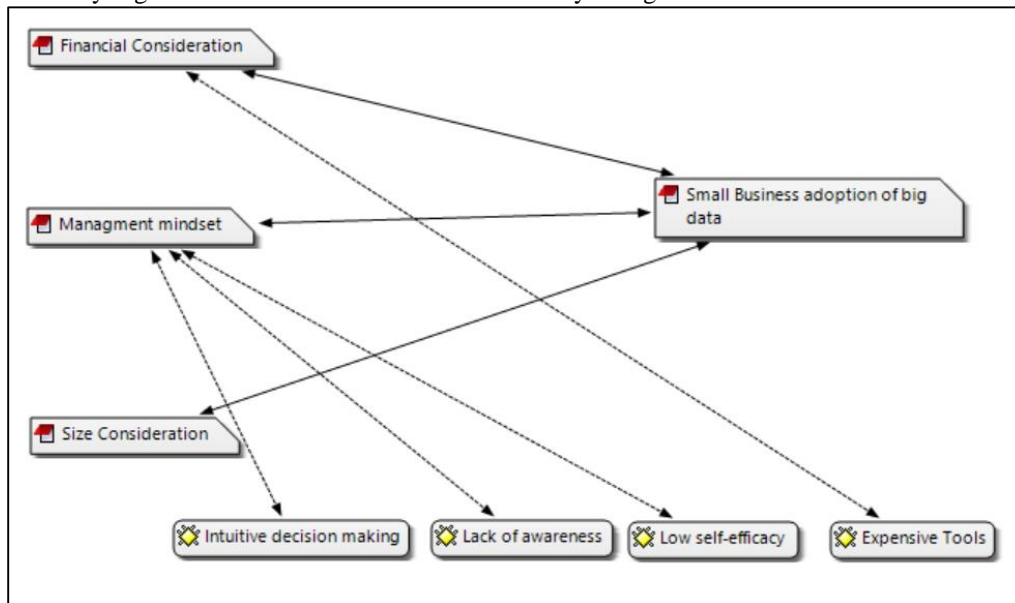 Financial Consideration
Small Business adoption of big
data
Managment mindset
Size Consideration
Intuitive decision making
Lack of awareness
Low self-efficacy
Expensive Tools